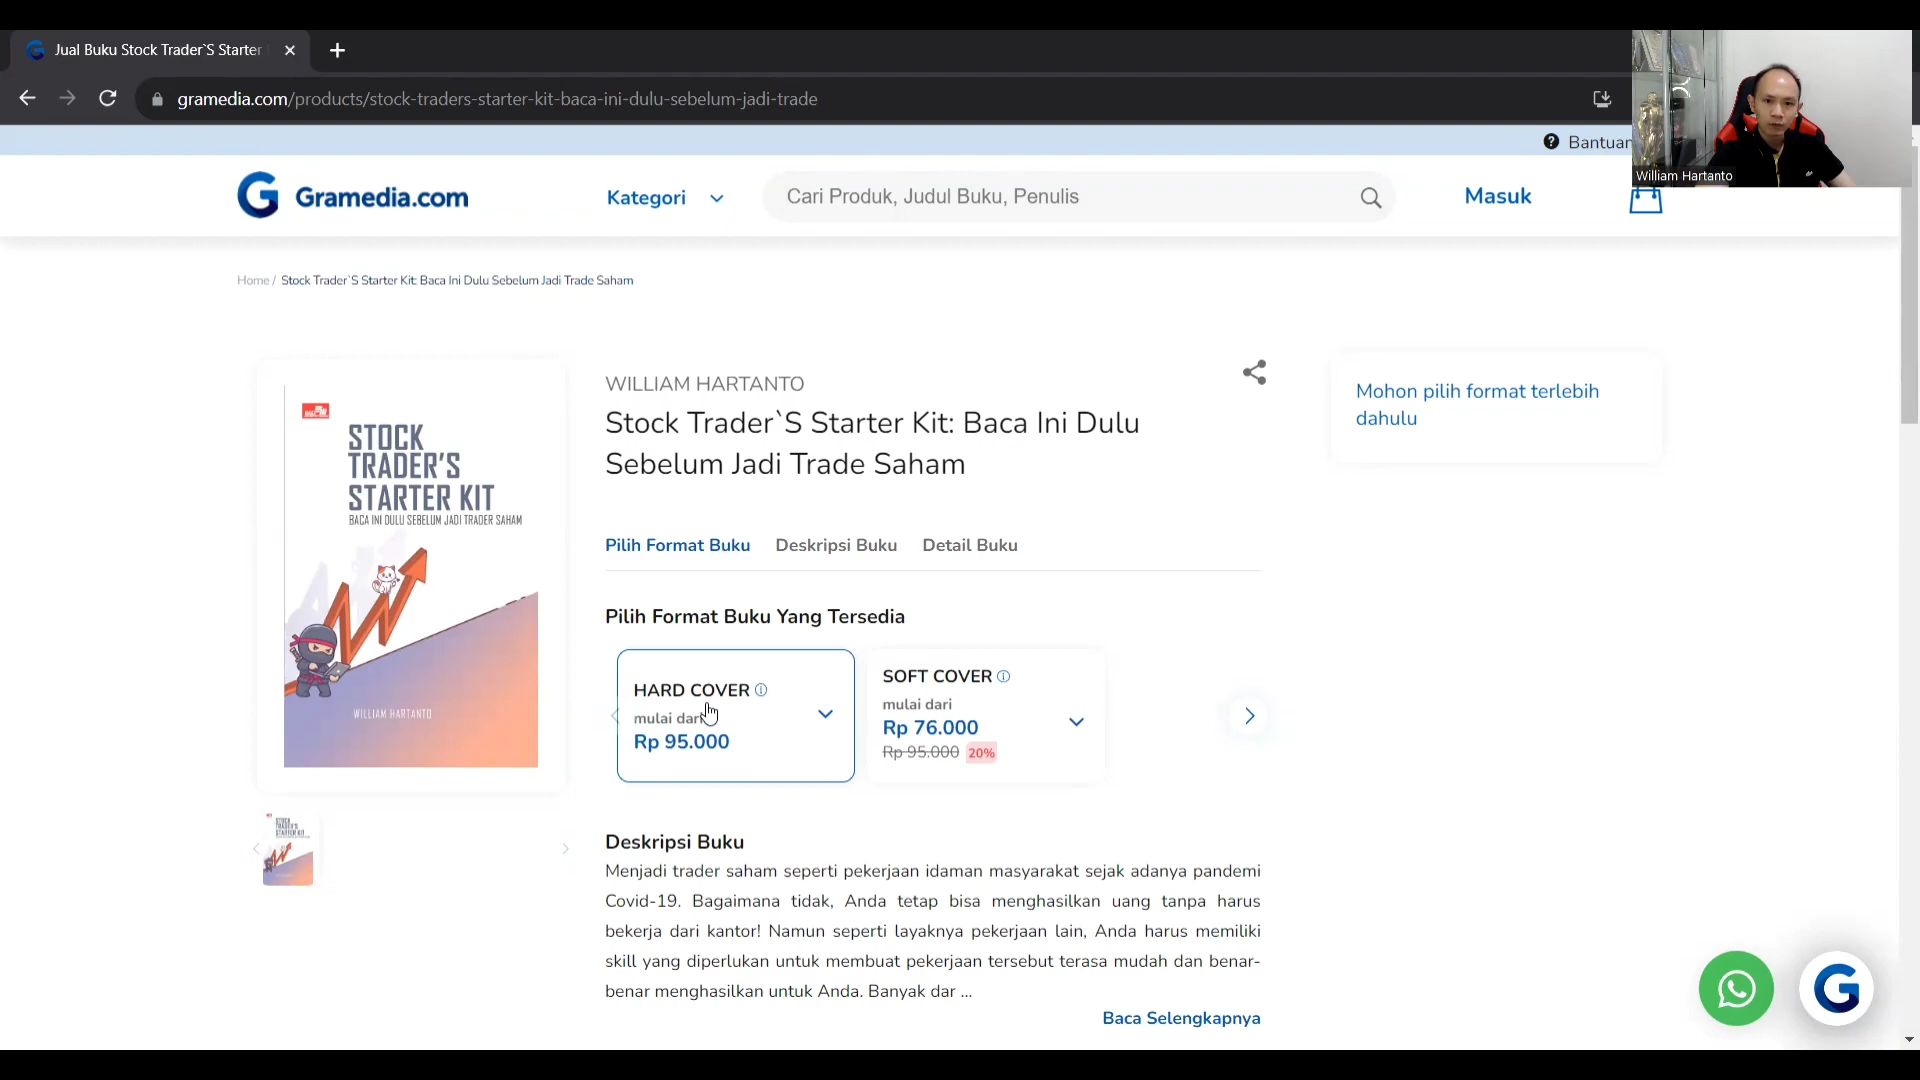 Jual Buku Stock Trader`S Starter
gramedia.com/products/stock-traders-starter-kit-baca-ini-dulu-sebelum-jadi-trade
Bantuan
William Hartanto
Gramedia.com
Kategori
Cari Produk, Judul Buku, Penulis
Masuk
Home / Stock Trader`S Starter Kit: Baca Ini Dulu Sebelum Jadi Trade Saham
STOCK
TRADER'S
STARTER KIT
BACA INI DULU SEBELUM JADI TRADER SAHAM
WILLIAM HARTANTO
WILLIAM HARTANTO
Stock Trader`S Starter Kit: Baca Ini Dulu
Sebelum Jadi Trade Saham
Mohon pilih format terlebih
dahulu
Pilih Format Buku
Deskripsi Buku
Detail Buku
Pilih Format Buku Yang Tersedia
HARD COVER
mulai dari
Rp 95.000
SOFT COVER
mulai dari
Rp 76.000
Rp 95.000 20%
Deskripsi Buku
Menjadi trader saham seperti pekerjaan idaman masyarakat sejak adanya pandemi
Covid-19. Bagaimana tidak, Anda tetap bisa menghasilkan uang tanpa harus
bekerja dari kantor! Namun seperti layaknya pekerjaan lain, Anda harus memiliki
skill yang diperlukan untuk membuat pekerjaan tersebut terasa mudah dan benar-
benar menghasilkan untuk Anda. Banyak dar ...
Baca Selengkapnya